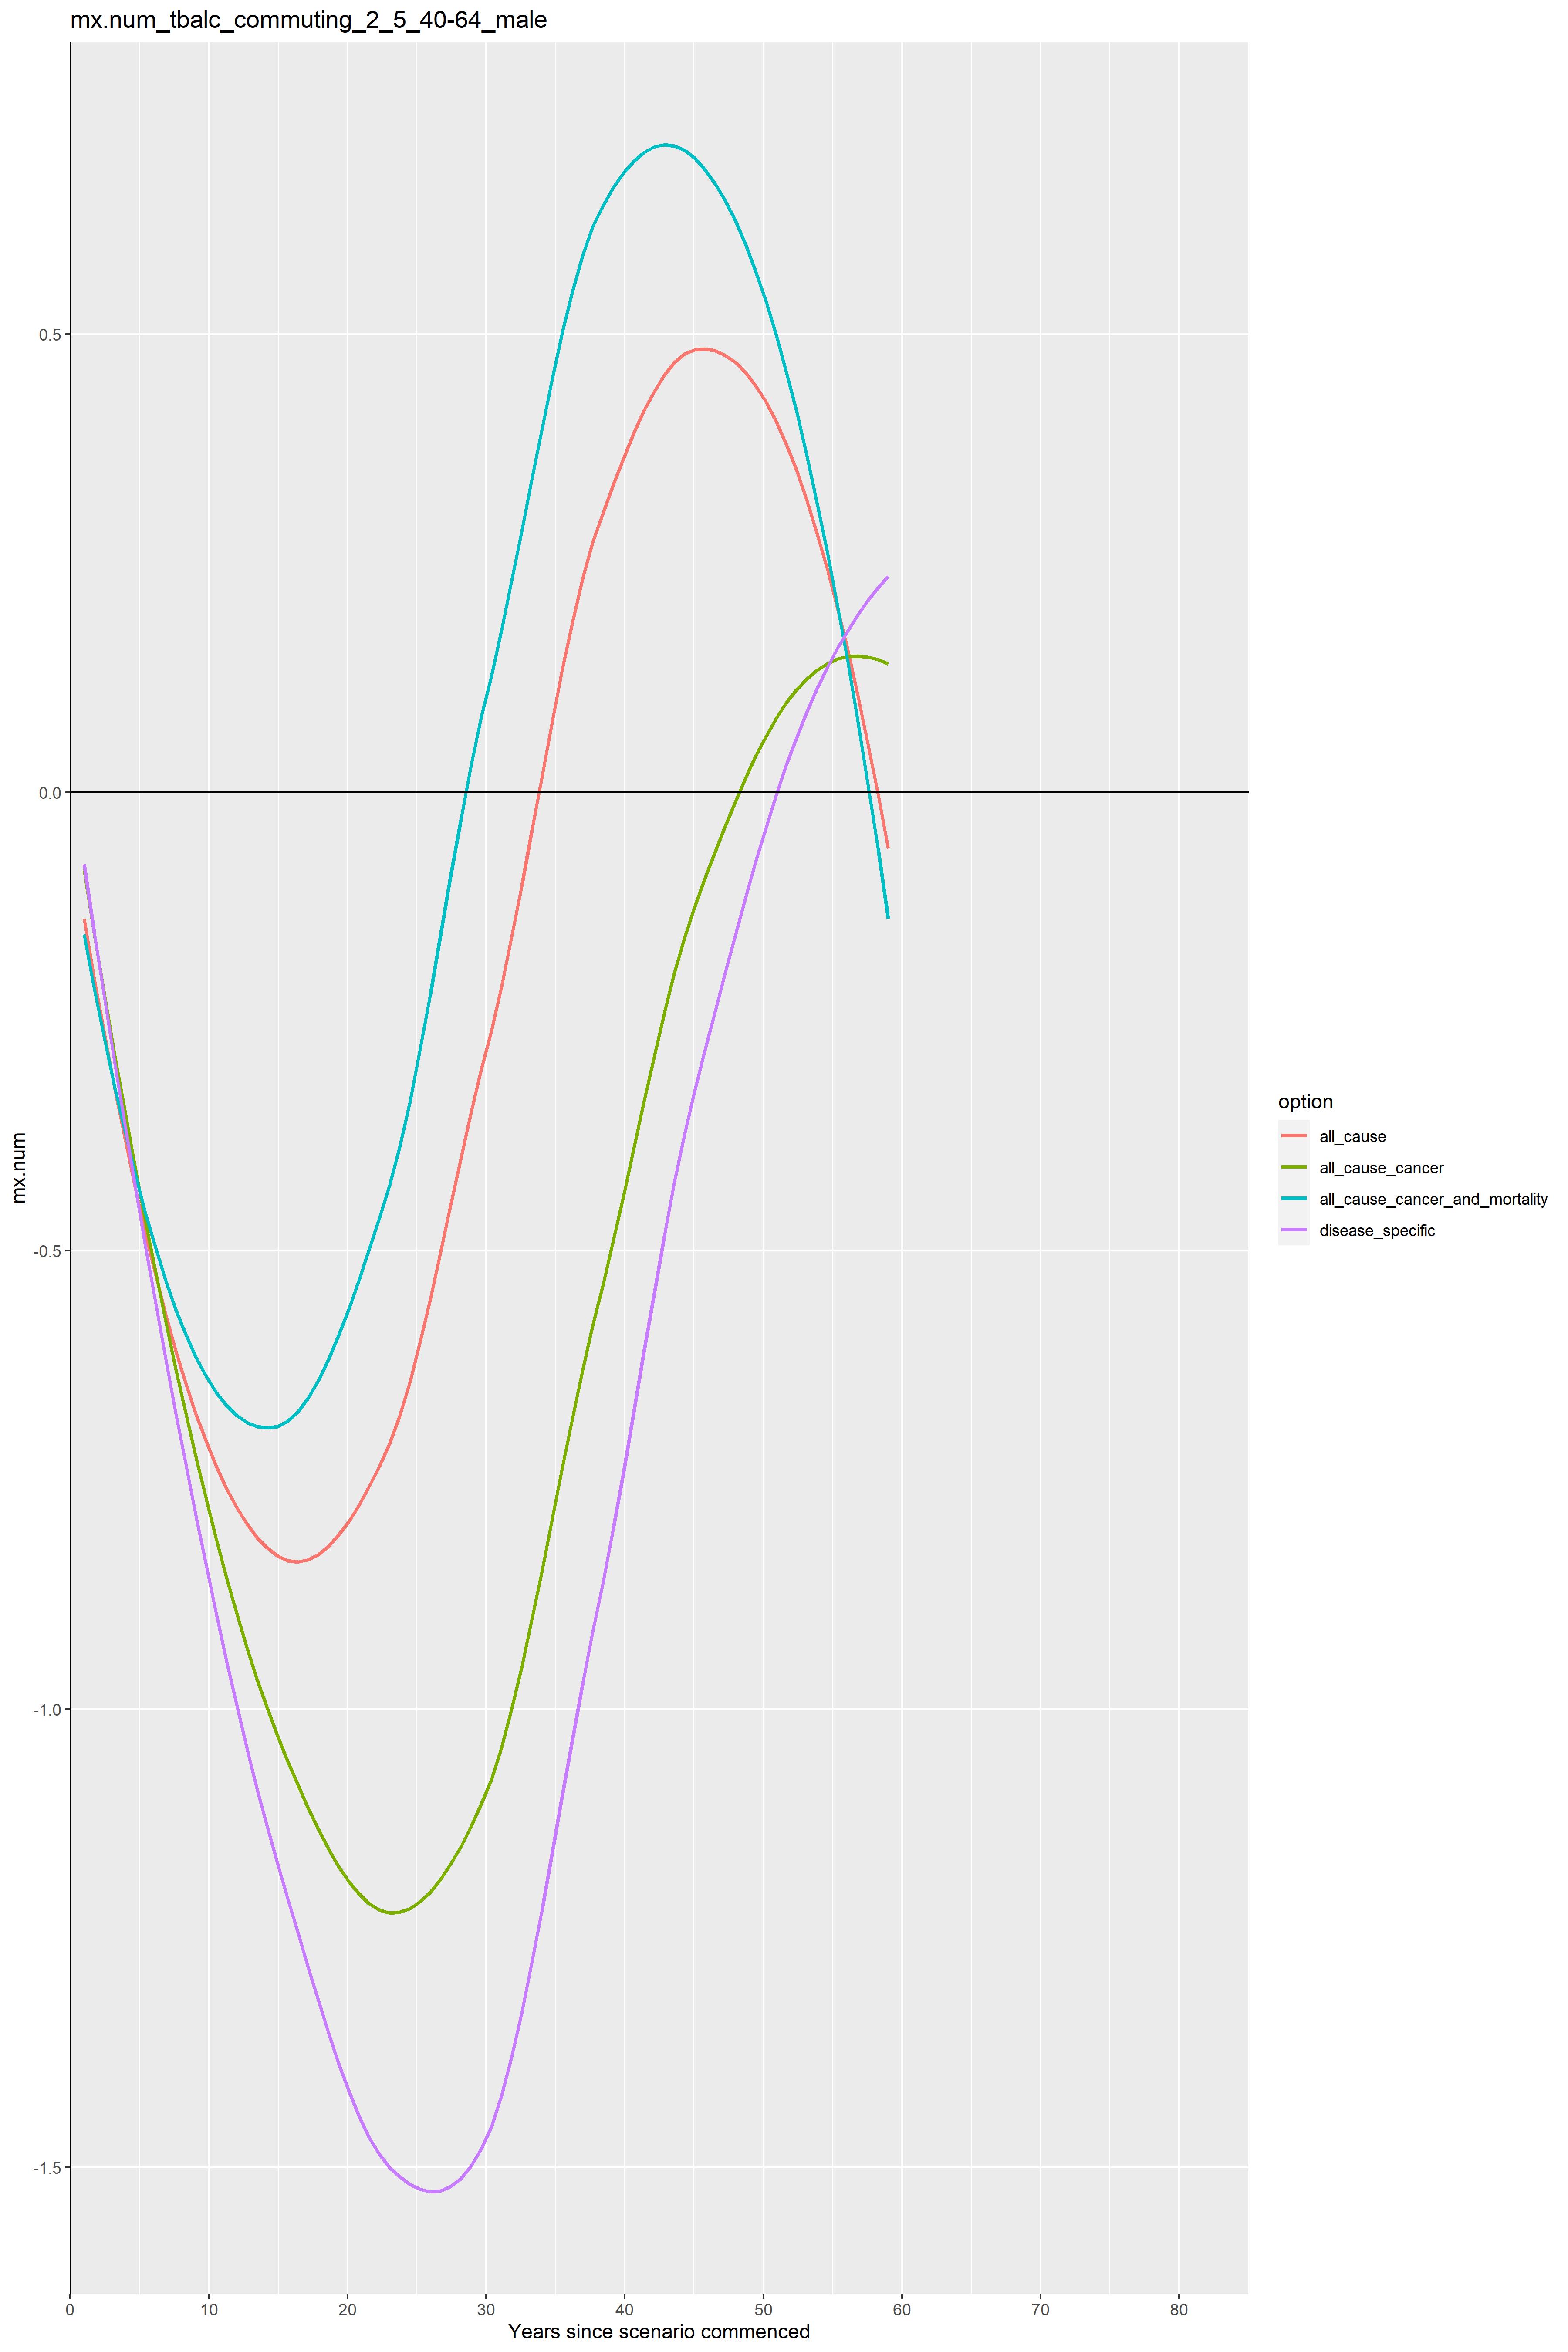 mx.num_tbalc_commuting_2_5_40-64_male
mx.num
0.5
0.0
-0.5
-1.0
-1.5
0 10 20 30 40 50 60 70 80
Years since scenario commenced
option
all_cause
all_cause_cancer
all_cause_cancer_and_mortality
disease_specific